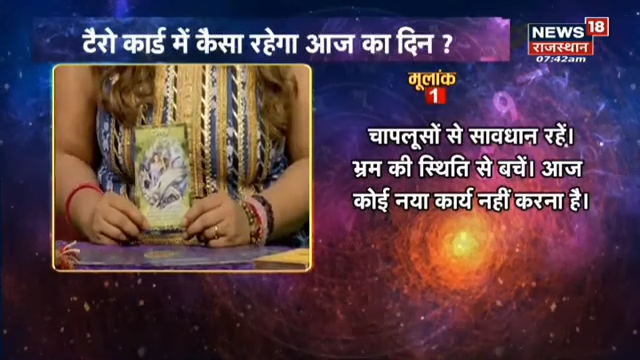 टैरो कार्ड में कैसा रहेगा आज का दिन ?
NEWS 18
राजस्थान
07:42am
मूलांक
1
चापलूसों से सावधान रहें।
भ्रम की स्थिति से बचें। आज
कोई नया कार्य नहीं करना है।